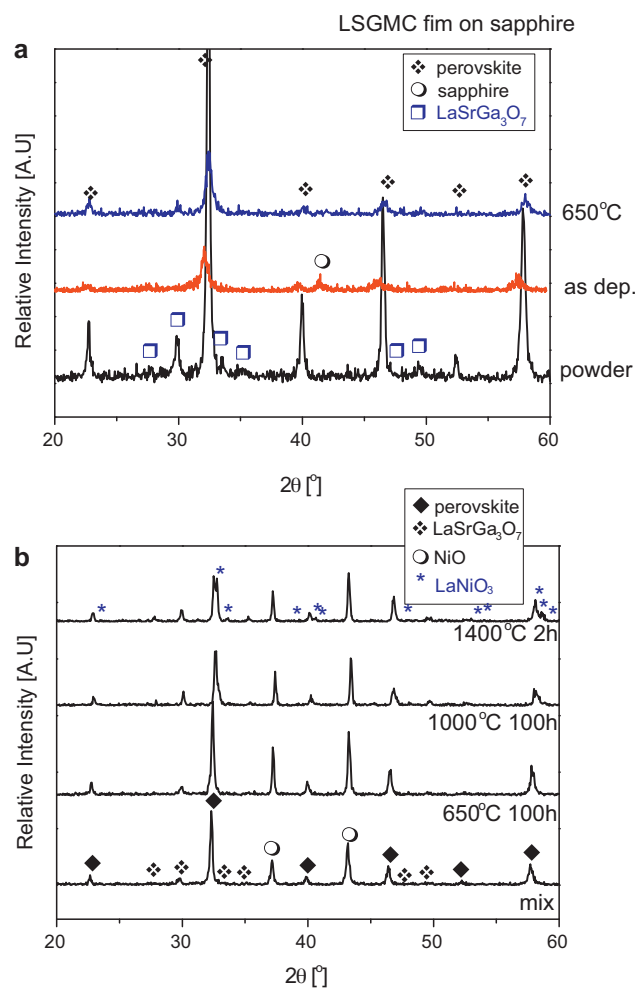 LSGMC fim on sapphire
a
perovskite
sapphire
LaSrGa3O7
650°C
as dep.
powder
Relative Intensity [A.U]
20 30 40 50 60
2θ [°]
b
perovskite
LaSrGa3O7
NiO
* LaNiO3
* * * * * * * * * * * * *
1400°C 2h
1000°C 100h
650°C 100h
mix
Relative Intensity [A.U]
20 30 40 50 60
2θ [°]